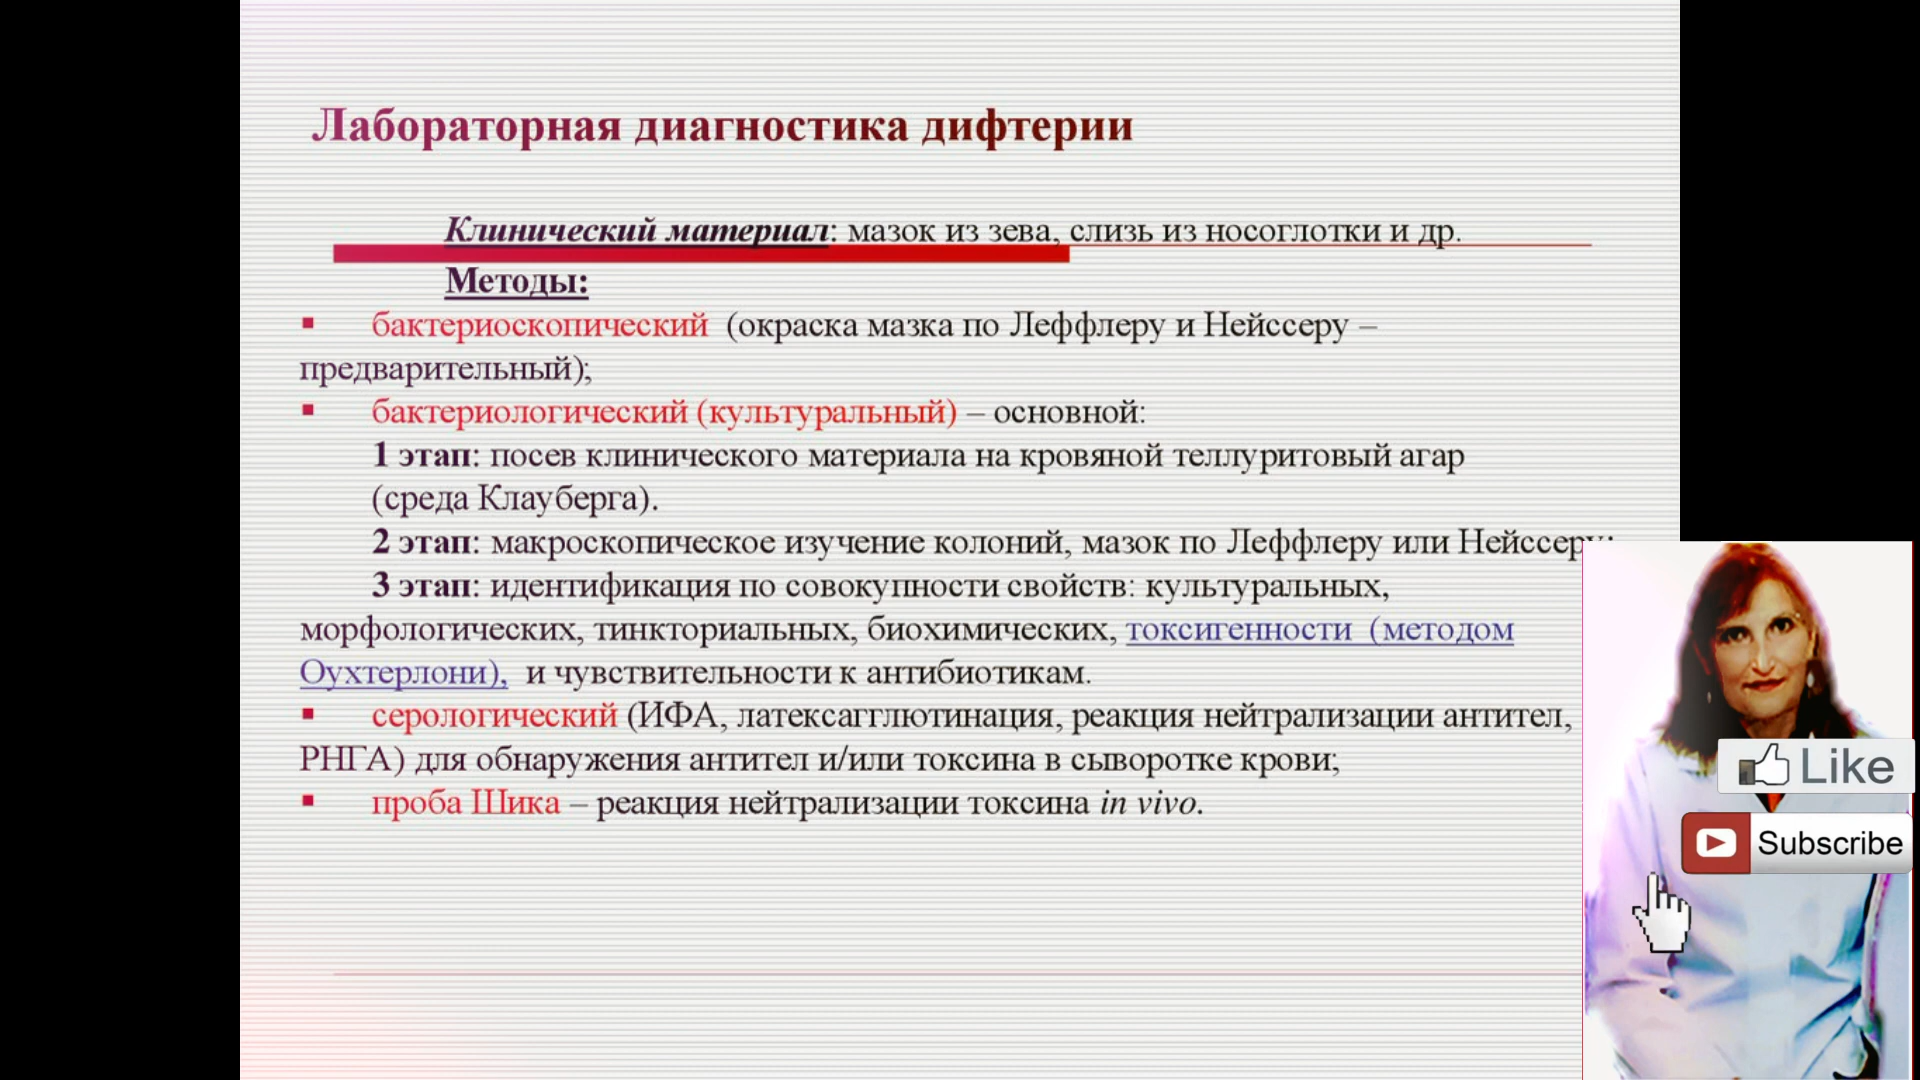 Лабораторная диагностика дифтерии
Клинический материал: мазок из зева, слизь из носоглотки и др.
Методы:
▪ бактериоскопический (окраска мазка по Леффлеру и Нейссеру –
предварительный);
▪ бактериологический (культуральный) – основной:
1 этап: посев клинического материала на кровяной теллуритовый агар
(среда Клауберга).
2 этап: макроскопическое изучение колоний, мазок по Леффлеру или Нейссеру;
3 этап: идентификация по совокупности свойств: культуральных,
морфологических, тинкториальных, биохимических, токсигенности (методом
Оухтерлони), и чувствительности к антибиотикам.
▪ серологический (ИФА, латексагглютинация, реакция нейтрализации антител,
РНГА) для обнаружения антител и/или токсина в сыворотке крови;
▪ проба Шика – реакция нейтрализации токсина in vivo.
Like
Subscribe